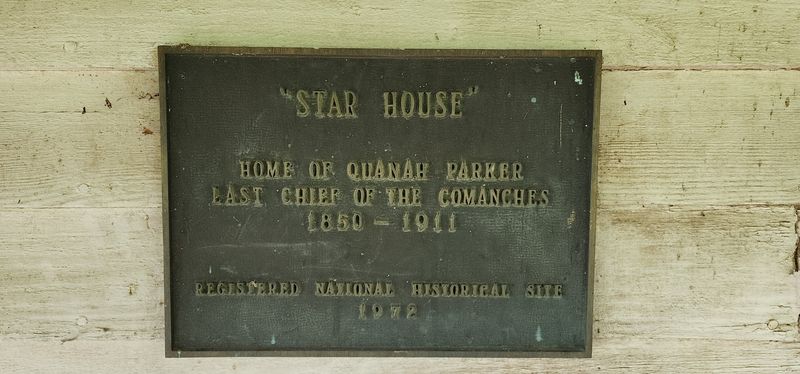 "STAR HOUSE"
HOME OF QUANAH PARKER
LAST CHIEF OF THE COMANCHES
1850 – 1911
REGISTERED NATIONAL HISTORICAL SITE
1972